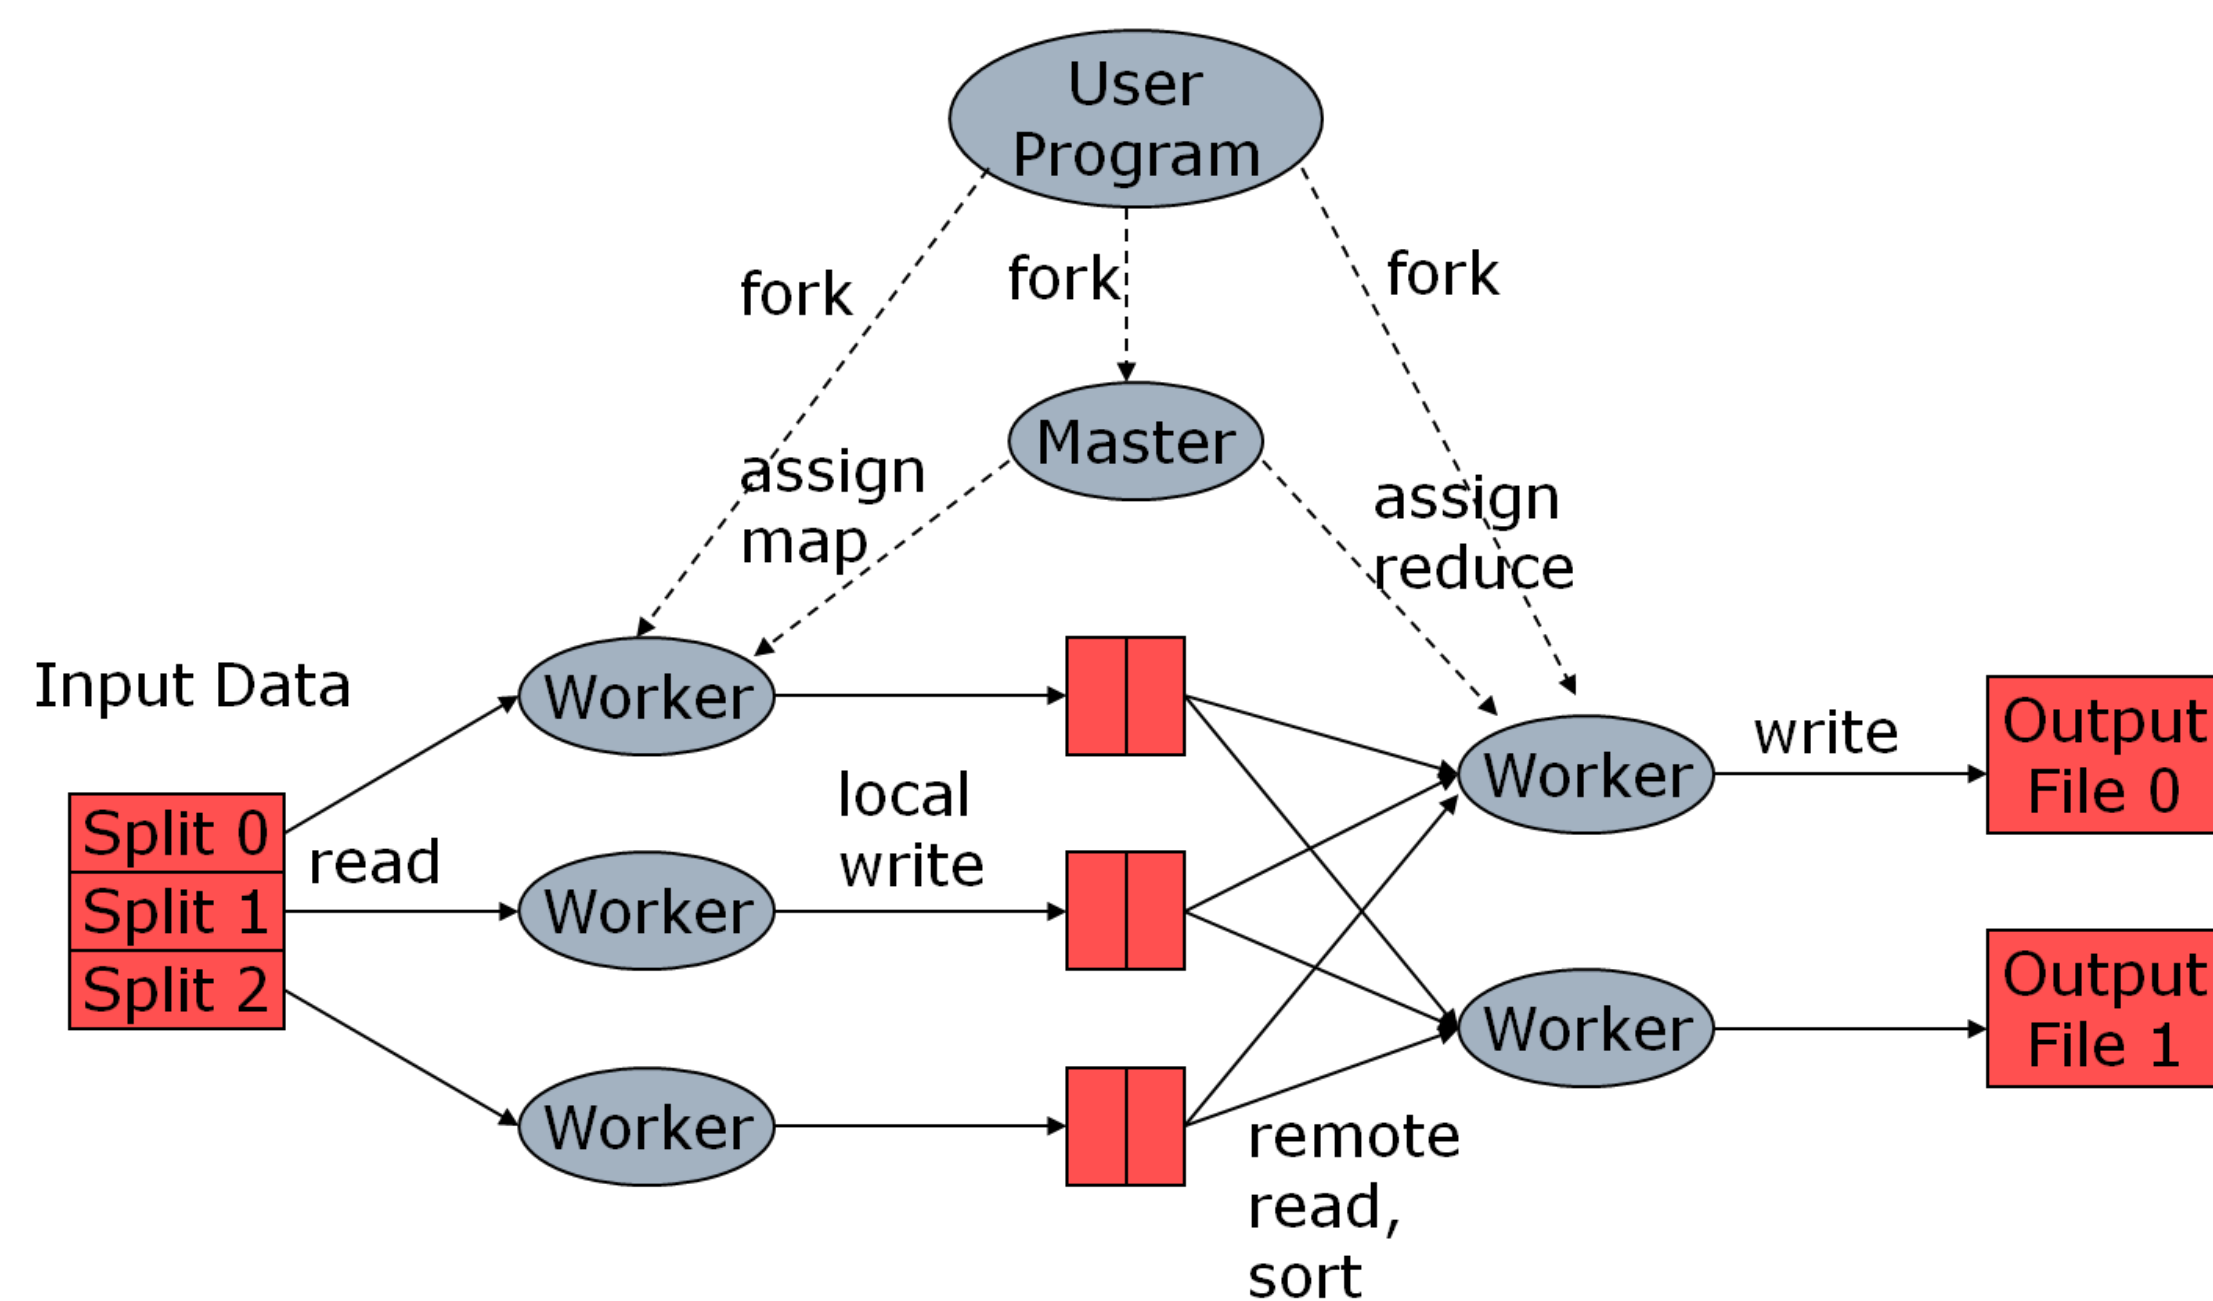 User
Program
fork
fork
fork
Master
assign
map
assign
reduce
Input Data
Split 0
Split 1
Split 2
read
Worker
Worker
Worker
local
write
remote
read,
sort
Worker
Worker
write
Output
File 0
Output
File 1